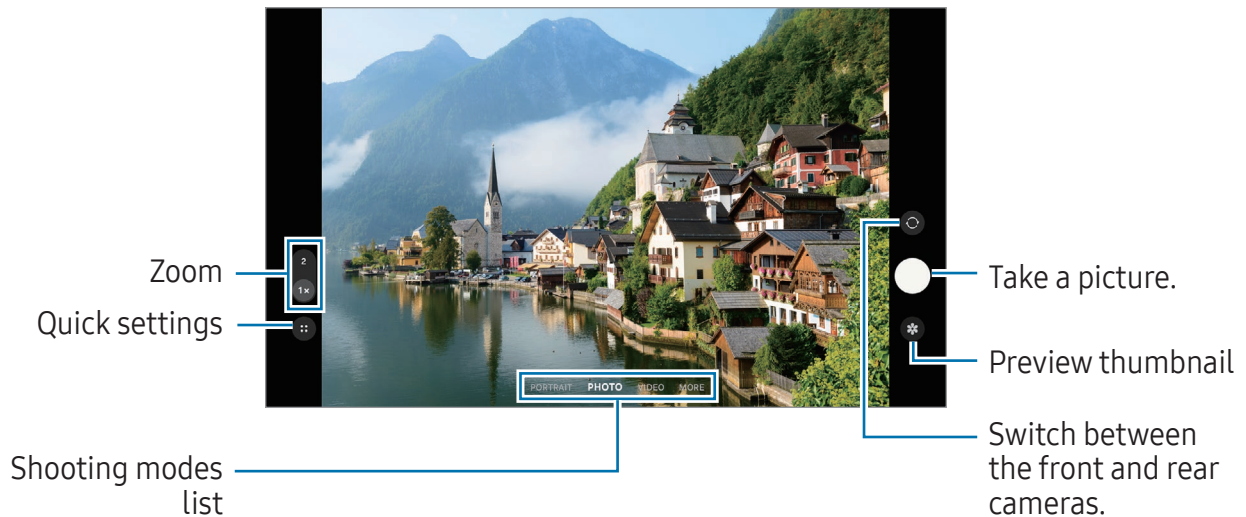 2
1×
Zoom
Quick settings
Shooting modes
list
PORTRAIT PHOTO VIDEO MORE
Take a picture.
Preview thumbnail
Switch between
the front and rear
cameras.